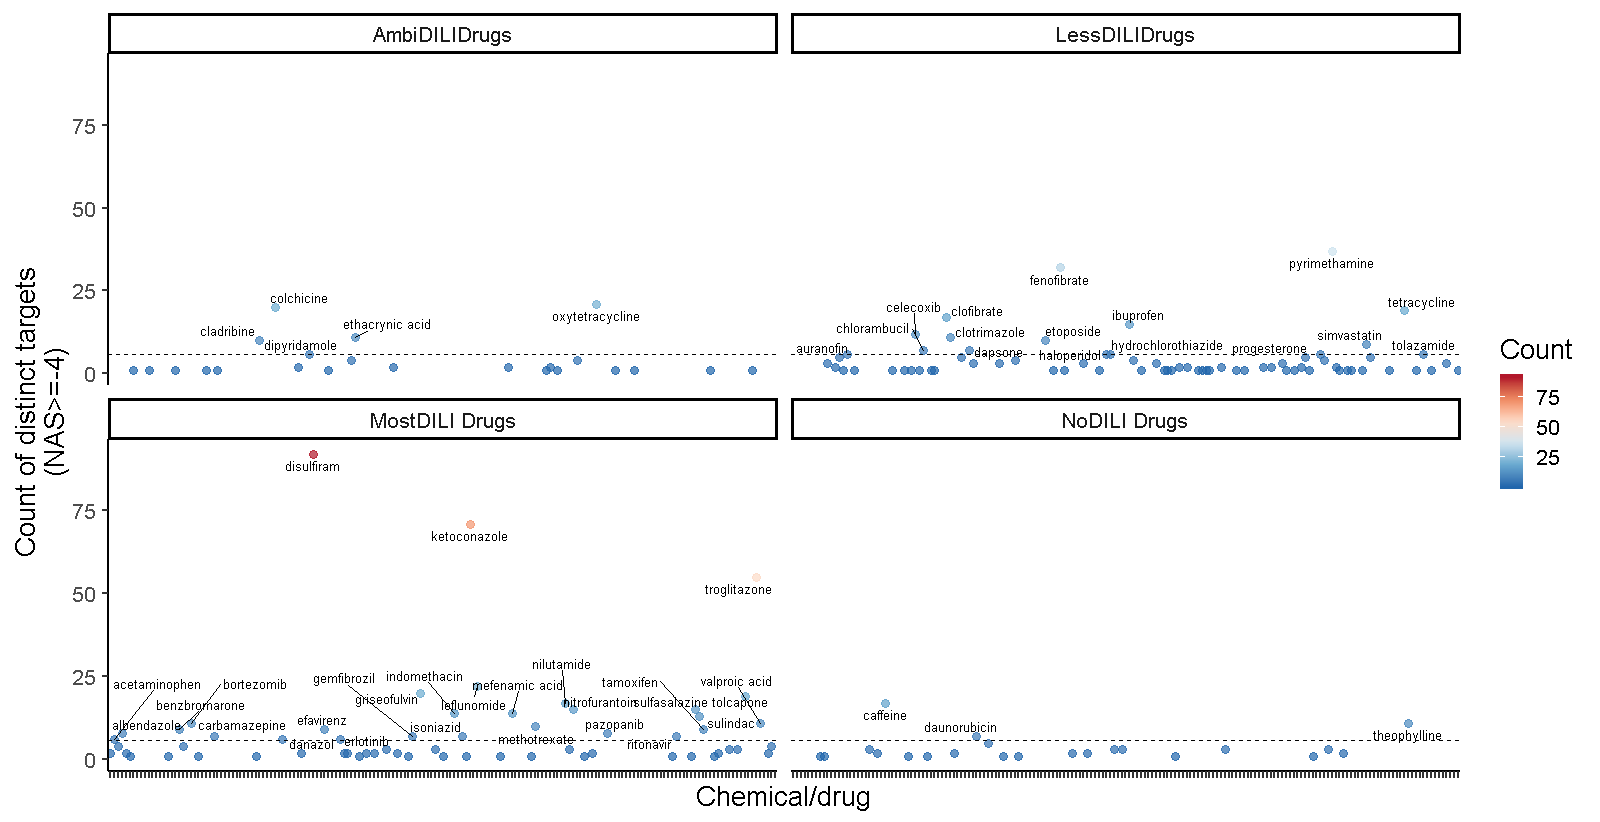 AmbiDILIDrugs
LessDILIDrugs
75
50
25
0
colchicine
cladribine
ethacrynic acid
dipyridamole
oxytetracycline
pyrimethamine
fenofibrate
tetracycline
celecoxib
clofibrate
ibuprofen
chlorambucil
clotrimazole
etoposide
simvastatin
auranofin
dapsone
haloperidol
hydrochlorothiazide
progesterone
tolazamide
Count of distinct targets
(NAS>=-4)
Count
75
50
25
MostDILI Drugs
NoDILI Drugs
75
50
25
0
disulfiram
ketoconazole
troglitazone
nilutamide
acetaminophen
bortezomib
gemfibrozil
indomethacin
mefenamic acid
tamoxifen
valproic acid
benzbromarone
griseofulvin
leflunomide
nitrofurantoin
sulfasalazine
tolcapone
albendazole
carbamazepine
efavirenz
isoniazid
pazopanib
sulindac
danazol
erlotinib
methotrexate
ritonavir
caffeine
daunorubicin
theophylline
Chemical/drug